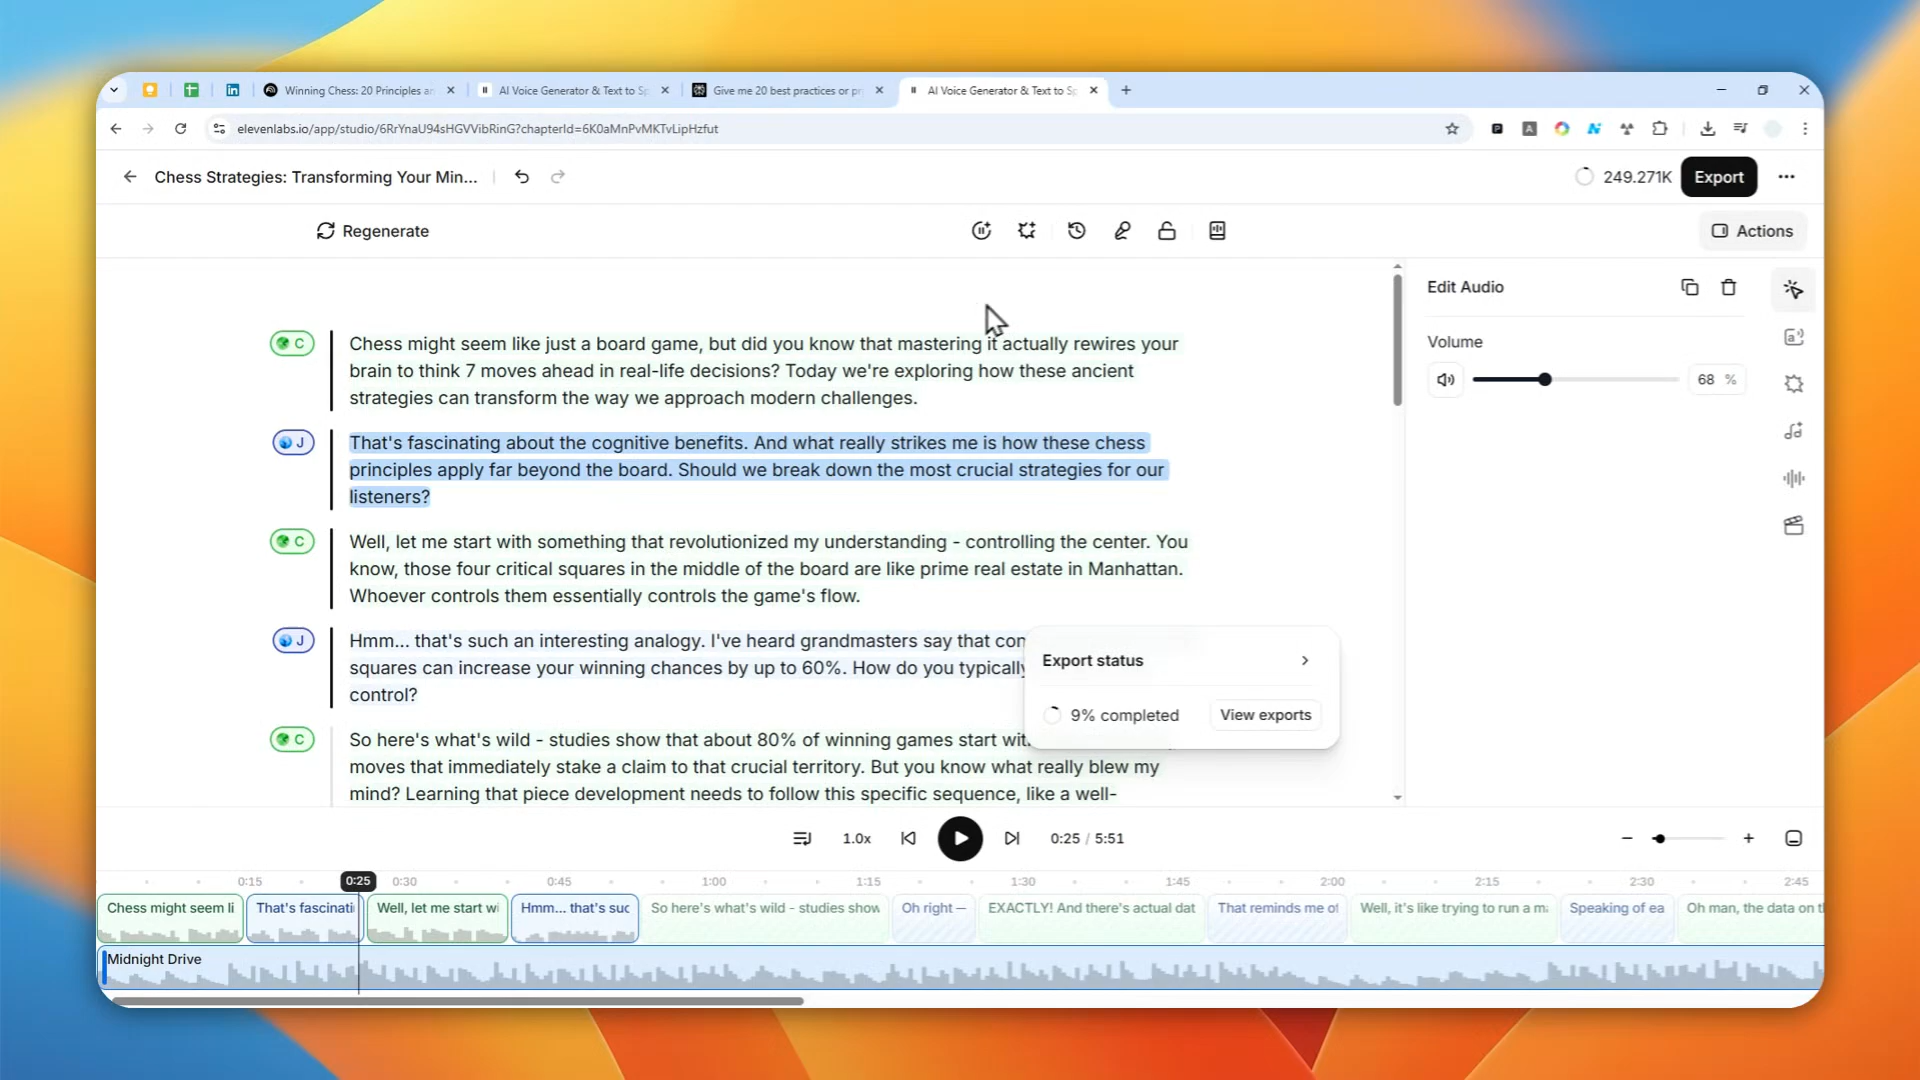 Winning Chess: 20 Principles an
AI Voice Generator & Text to Sp
Give me 20 best practices or pr
AI Voice Generator & Text to Sp
elevenlabs.io/app/studio/6RrYnaU94sHGVVibRinG?chapterId=6K0aMnPvMKTvLipHzfut
Chess Strategies: Transforming Your Min...
249.271K
Export
Regenerate
Actions
Edit Audio
Volume
68 %
C
Chess might seem like just a board game, but did you know that mastering it actually rewires your
brain to think 7 moves ahead in real-life decisions? Today we're exploring how these ancient
strategies can transform the way we approach modern challenges.
J
That's fascinating about the cognitive benefits. And what really strikes me is how these chess
principles apply far beyond the board. Should we break down the most crucial strategies for our
listeners?
C
Well, let me start with something that revolutionized my understanding - controlling the center. You
know, those four critical squares in the middle of the board are like prime real estate in Manhattan.
Whoever controls them essentially controls the game's flow.
J
Hmm... that's such an interesting analogy. I've heard grandmasters say that con
squares can increase your winning chances by up to 60%. How do you typically
control?
C
So here's what's wild - studies show that about 80% of winning games start wit
moves that immediately stake a claim to that crucial territory. But you know what really blew my
mind? Learning that piece development needs to follow this specific sequence, like a well-
Export status
9% completed
View exports
1.0x
0:25 / 5:51
0:15
0:25
0:30
0:45
1:00
1:15
1:30
1:45
2:00
2:15
2:30
2:45
Chess might seem li
That's fascinati
Well, let me start wi
Hmm... that's suc
So here's what's wild - studies show
Oh right —
EXACTLY! And there's actual dat
That reminds me of
Well, it's like trying to run a ma
Speaking of ea
Oh man, the data on t
Midnight Drive